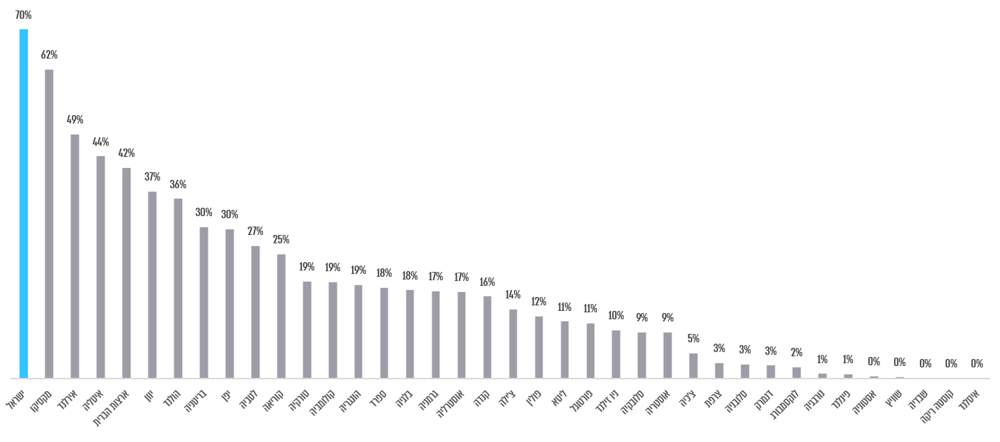 70%
62%
49%
44%
42%
37%
36%
30%
30%
27%
25%
19%
19%
19%
18%
18%
17%
17%
16%
14%
12%
11%
11%
10%
9%
9%
5%
3%
3%
3%
2%
1%
1%
0%
0%
0%
0%
0%
ישראל
מקסיקו
אירלנד
איטליה
ארצות הברית
יוון
הולנד
בריטניה
יפן
לטביה
קוריאה
טורקיה
קולומביה
הונגריה
ספרד
בלגיה
גרמניה
אוסטרליה
קנדה
צ'ילה
פולין
ליטא
פורטוגל
ניו זילנד
סלובקיה
אוסטריה
צ'כיה
צרפת
סלובניה
דנמרק
לוקסמבורג
נורבגיה
פינלנד
אסטוניה
שוויץ
שבדיה
קוסטה ריקה
איסלנד